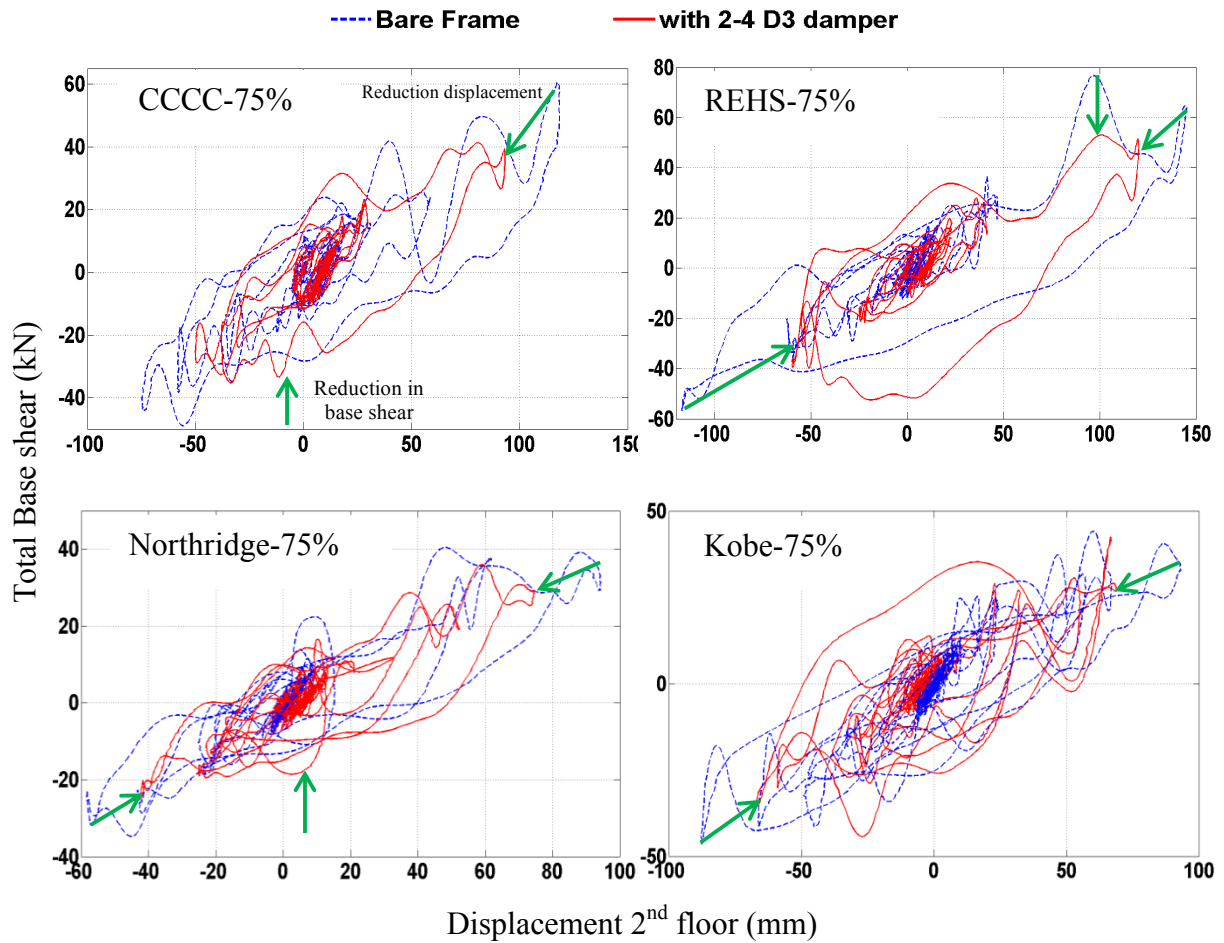 Bare Frame with 2-4 D3 damper
CCCC-75%
Reduction displacement
Reduction in
base shear
60
40
20
0
-20
-40
-100 -50 0 50 100 150
REHS-75%
80
60
40
20
0
-20
-40
-60
-100 -50 0 50 100 150
Total Base shear (kN)
Northridge-75%
40
20
0
-20
-40
-60 -40 -20 0 20 40 60 80 100
Kobe-75%
50
0
-50
-50 0 50 100
Displacement 2nd floor (mm)